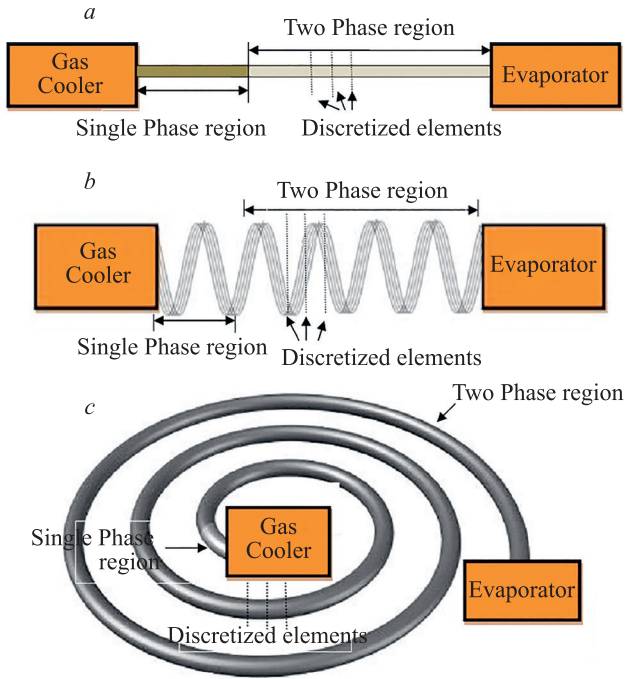 a
Two Phase region
Gas
Cooler
Evaporator
Single Phase region
Discretized elements
b
Two Phase region
Gas
Cooler
Evaporator
Single Phase region
Discretized elements
c
Two Phase region
Gas
Cooler
Single Phase
region
Evaporator
Discretized elements